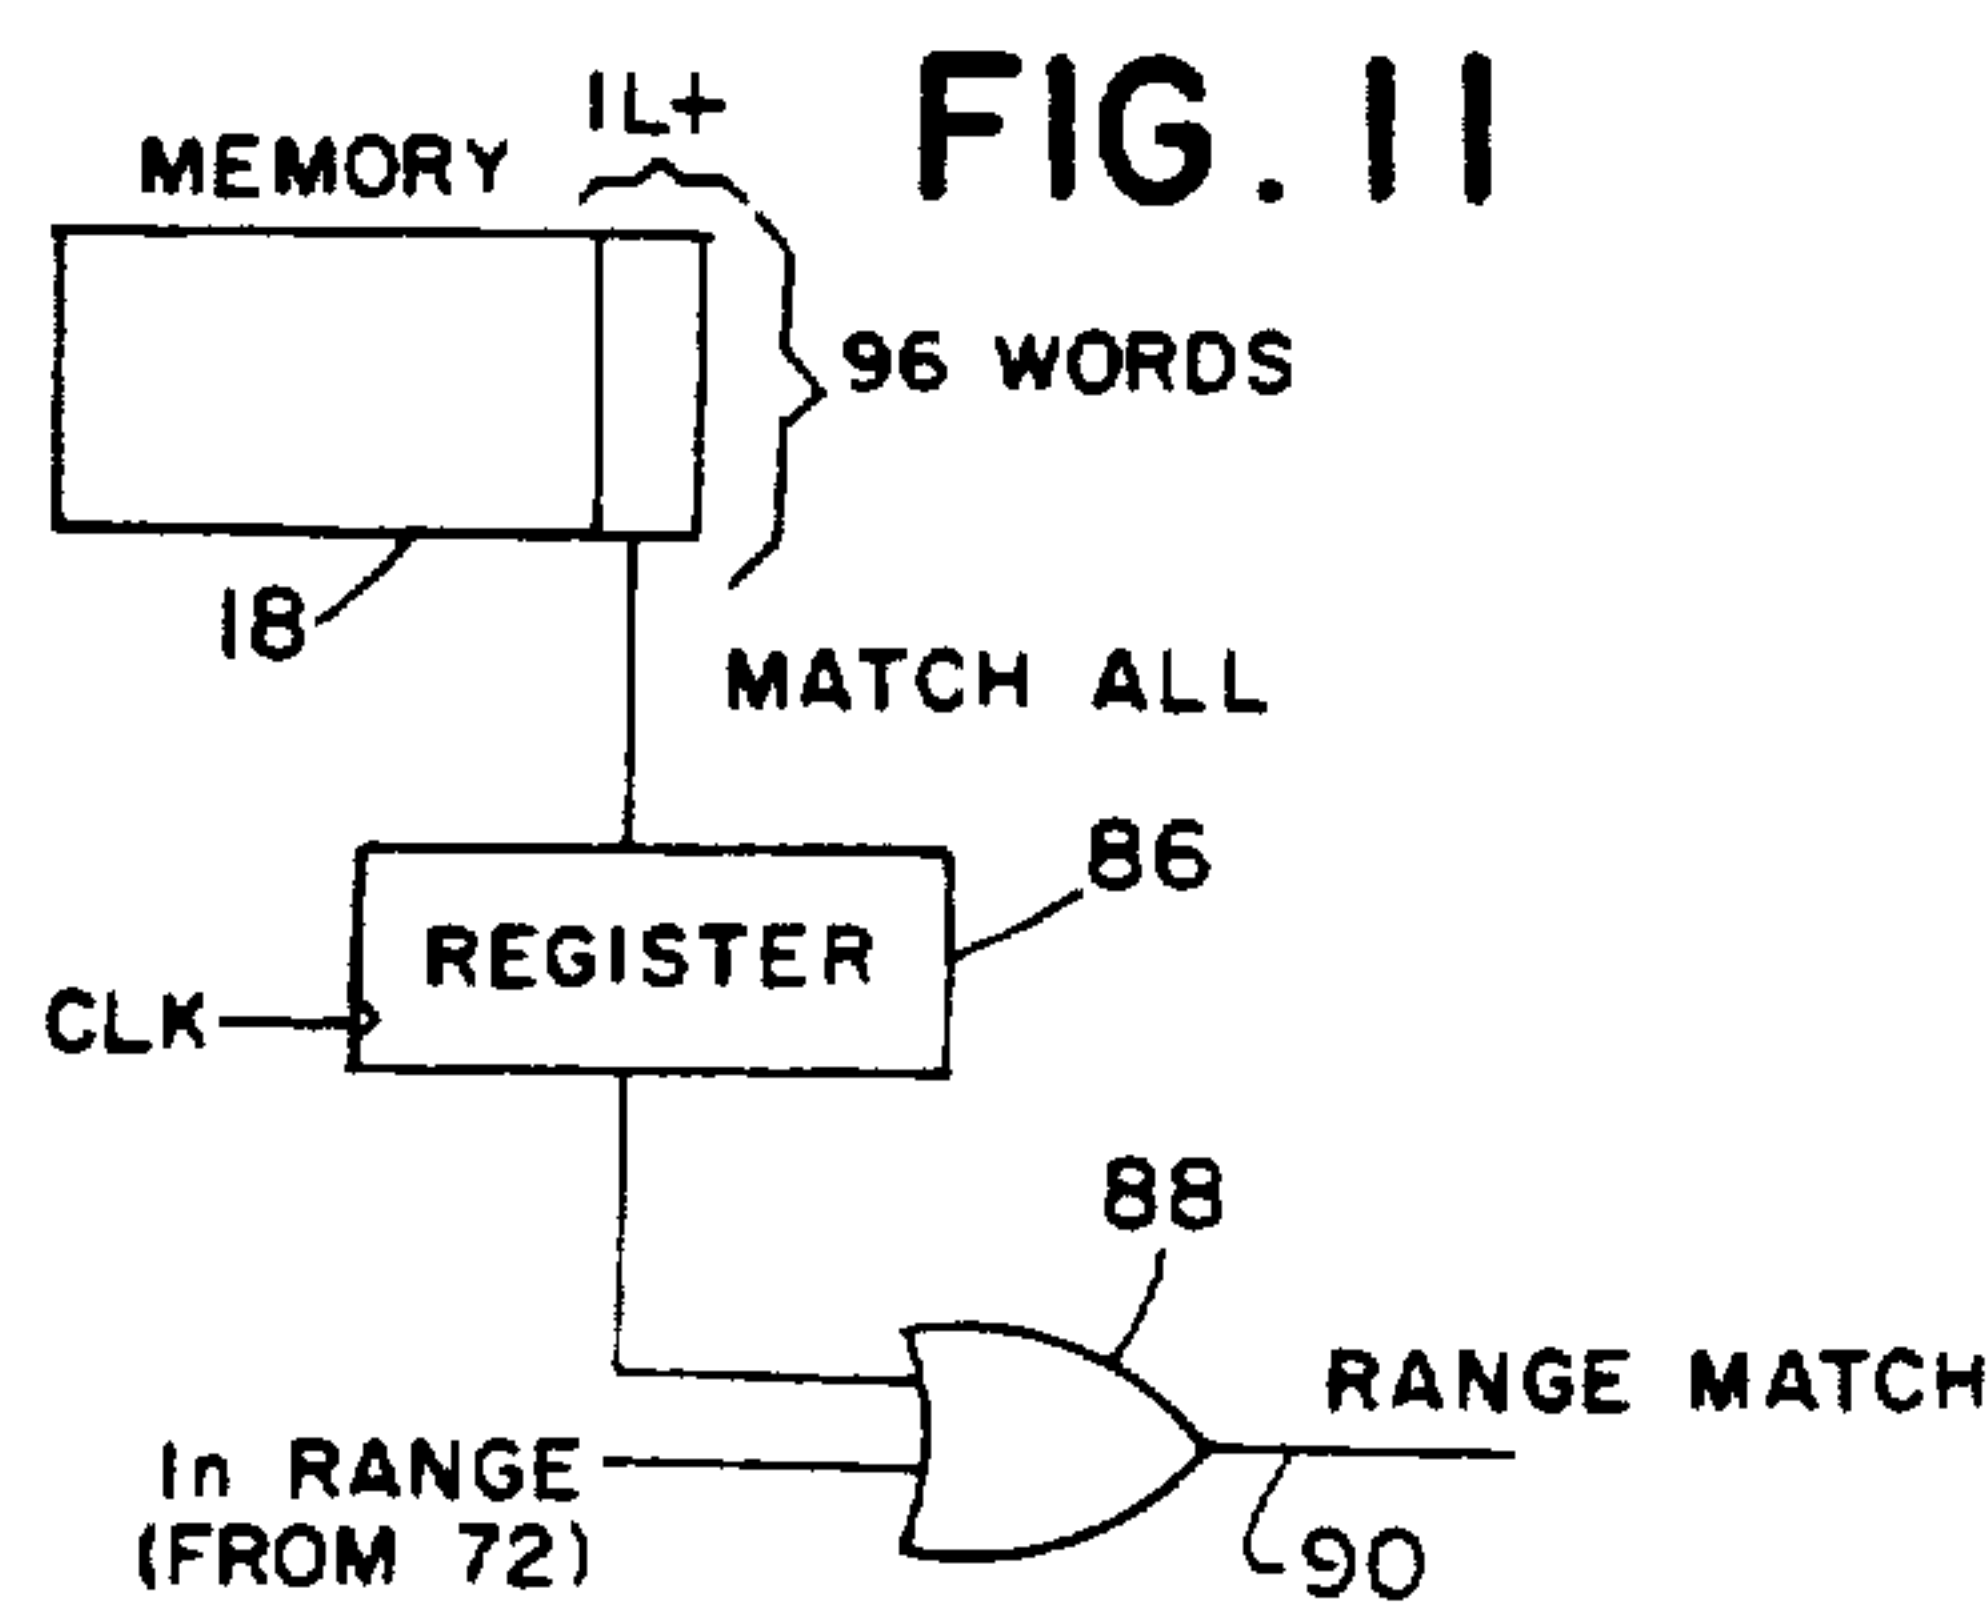 FIG. 11
1L+
MEMORY
96 WORDS
18
MATCH ALL
86
REGISTER
CLK
88
RANGE MATCH
In RANGE
(FROM 72)
90